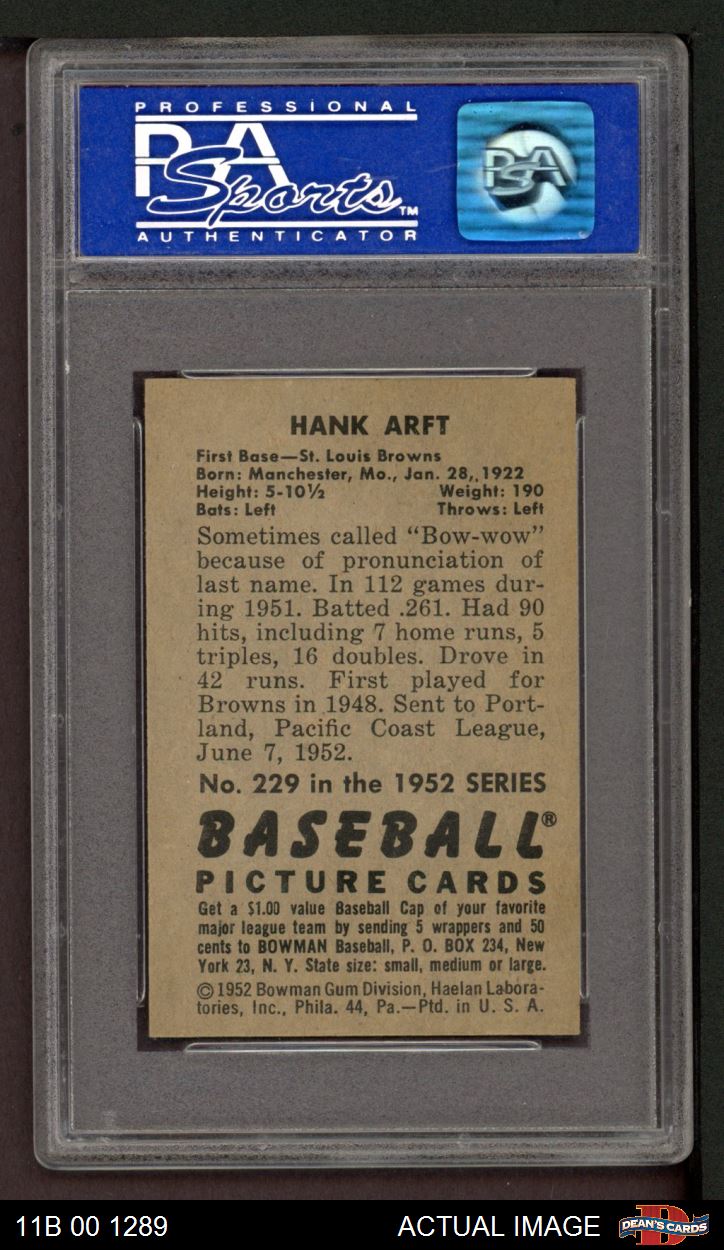 PROFESSIONAL
PSA
Sports™
AUTHENTICATOR
PSA
HANK ARFT
First Base—St. Louis Browns
Born: Manchester, Mo., Jan. 28, 1922
Height: 5-10½ Weight: 190
Bats: Left Throws: Left
Sometimes called “Bow-wow”
because of pronunciation of
last name. In 112 games dur-
ing 1951. Batted .261. Had 90
hits, including 7 home runs, 5
triples, 16 doubles. Drove in
42 runs. First played for
Browns in 1948. Sent to Port-
land, Pacific Coast League,
June 7, 1952.
No. 229 in the 1952 SERIES
BASEBALL®
PICTURE CARDS
Get a $1.00 value Baseball Cap of your favorite
major league team by sending 5 wrappers and 50
cents to BOWMAN Baseball, P. O. BOX 234, New
York 23, N. Y. State size: small, medium or large.
©1952 Bowman Gum Division, Haelan Labora-
tories, Inc., Phila. 44, Pa.—Ptd. in U. S. A.
11B 00 1289 ACTUAL IMAGE DEAN'S CARDS